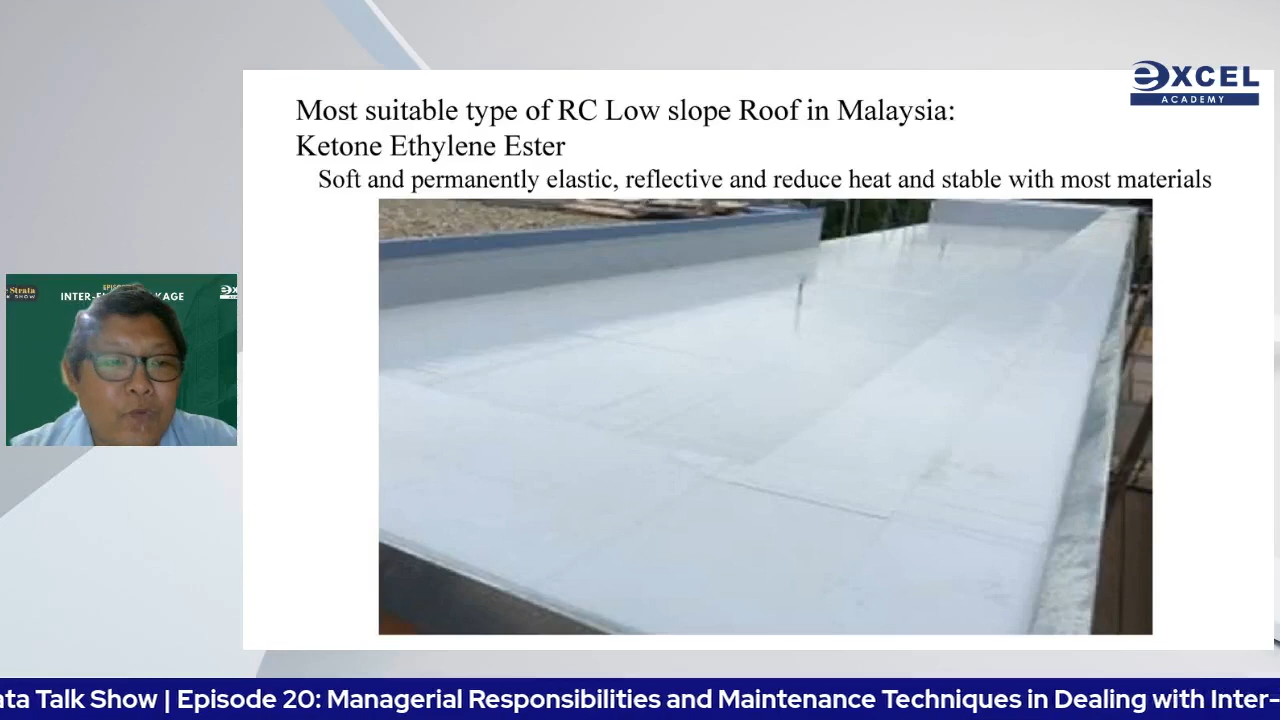 eXCEL
ACADEMY
Most suitable type of RC Low slope Roof in Malaysia:
Ketone Ethylene Ester
Soft and permanently elastic, reflective and reduce heat and stable with most materials
Strata
SHOW
INTER-
KAGE
ata Talk Show | Episode 20: Managerial Responsibilities and Maintenance Techniques in Dealing with Inter-